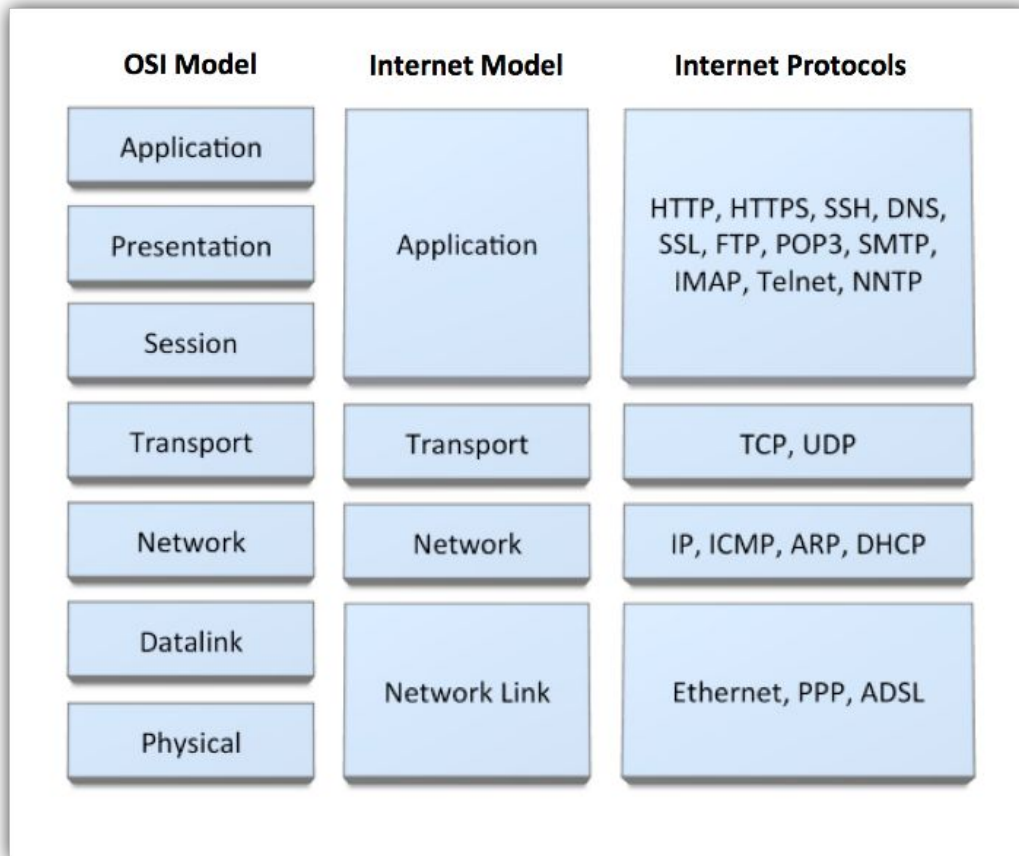 OSI Model
Internet Model
Internet Protocols
Application
Presentation
Session
Transport
Network
Datalink
Physical
Application
Transport
Network
Network Link
HTTP, HTTPS, SSH, DNS,
SSL, FTP, POP3, SMTP,
IMAP, Telnet, NNTP
TCP, UDP
IP, ICMP, ARP, DHCP
Ethernet, PPP, ADSL